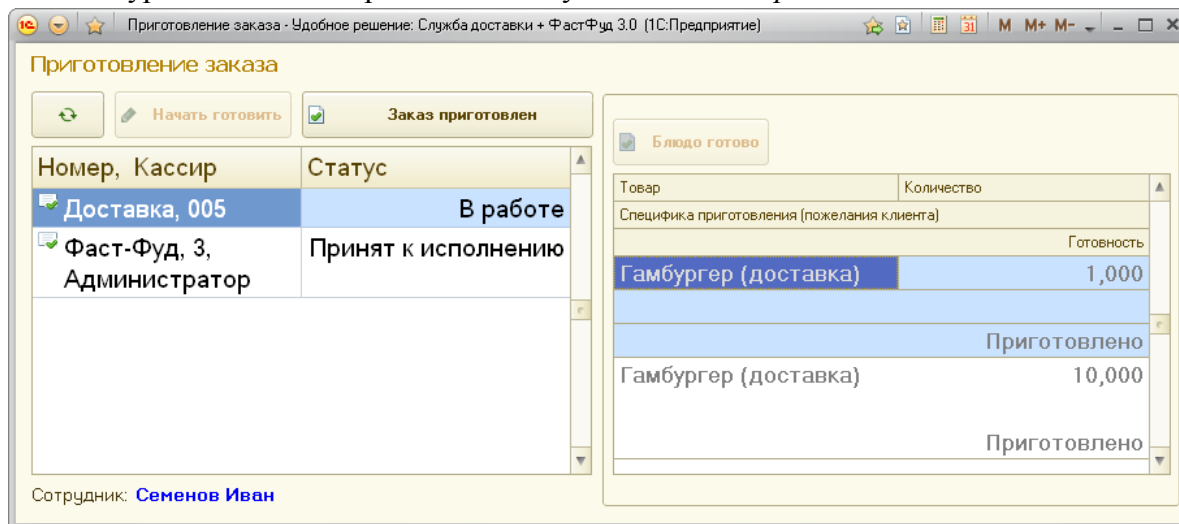 Приготовление заказа - Удобное решение: Служба доставки + ФастФуд 3.0 (1С:Предприятие)
31 M M+ M-
Приготовление заказа
Начать готовить
Заказ приготовлен
Блюдо готово
Номер, Кассир Статус
Доставка, 005 В работе
Фаст-Фуд, 3, Принят к исполнению
Администратор
Товар Количество
Специфика приготовления (пожелания клиента)
Готовность
Гамбургер (доставка) 1,000
Приготовлено
Гамбургер (доставка) 10,000
Приготовлено
Сотрудник: Семенов Иван